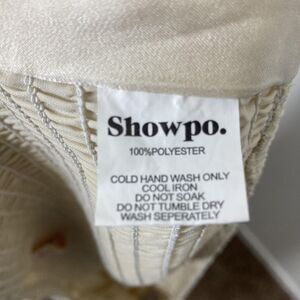 Showpo.
100%POLYESTER
COLD HAND WASH ONLY
COOL IRON
DO NOT SOAK
DO NOT TUMBLE DRY
WASH SEPERATELY